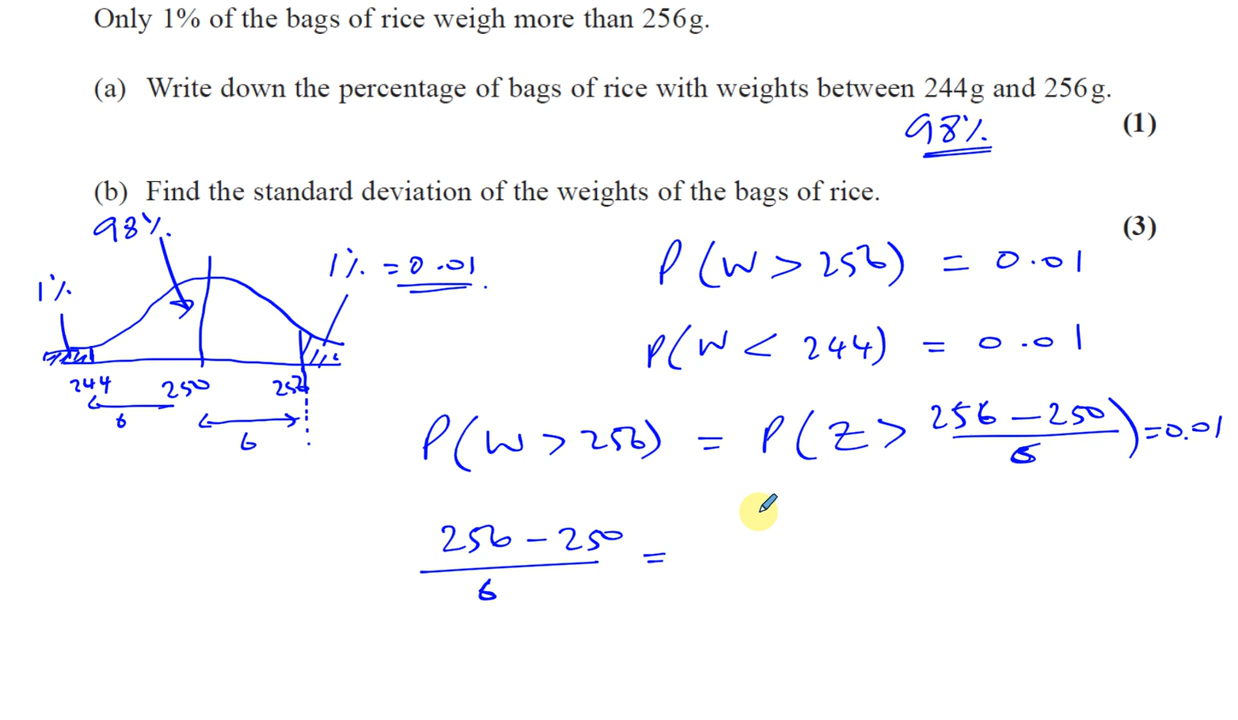 Only 1% of the bags of rice weigh more than 256g.
(a) Write down the percentage of bags of rice with weights between 244g and 256g.
98%
(1)
(b) Find the standard deviation of the weights of the bags of rice.
(3)
98%
1%
1% = 0.01
244 250 256
6
6
P(W > 256) = 0.01
P(W < 244) = 0.01
P(W > 256) = P(Z > (256 - 250)/σ) = 0.01
(256 - 250)/σ =